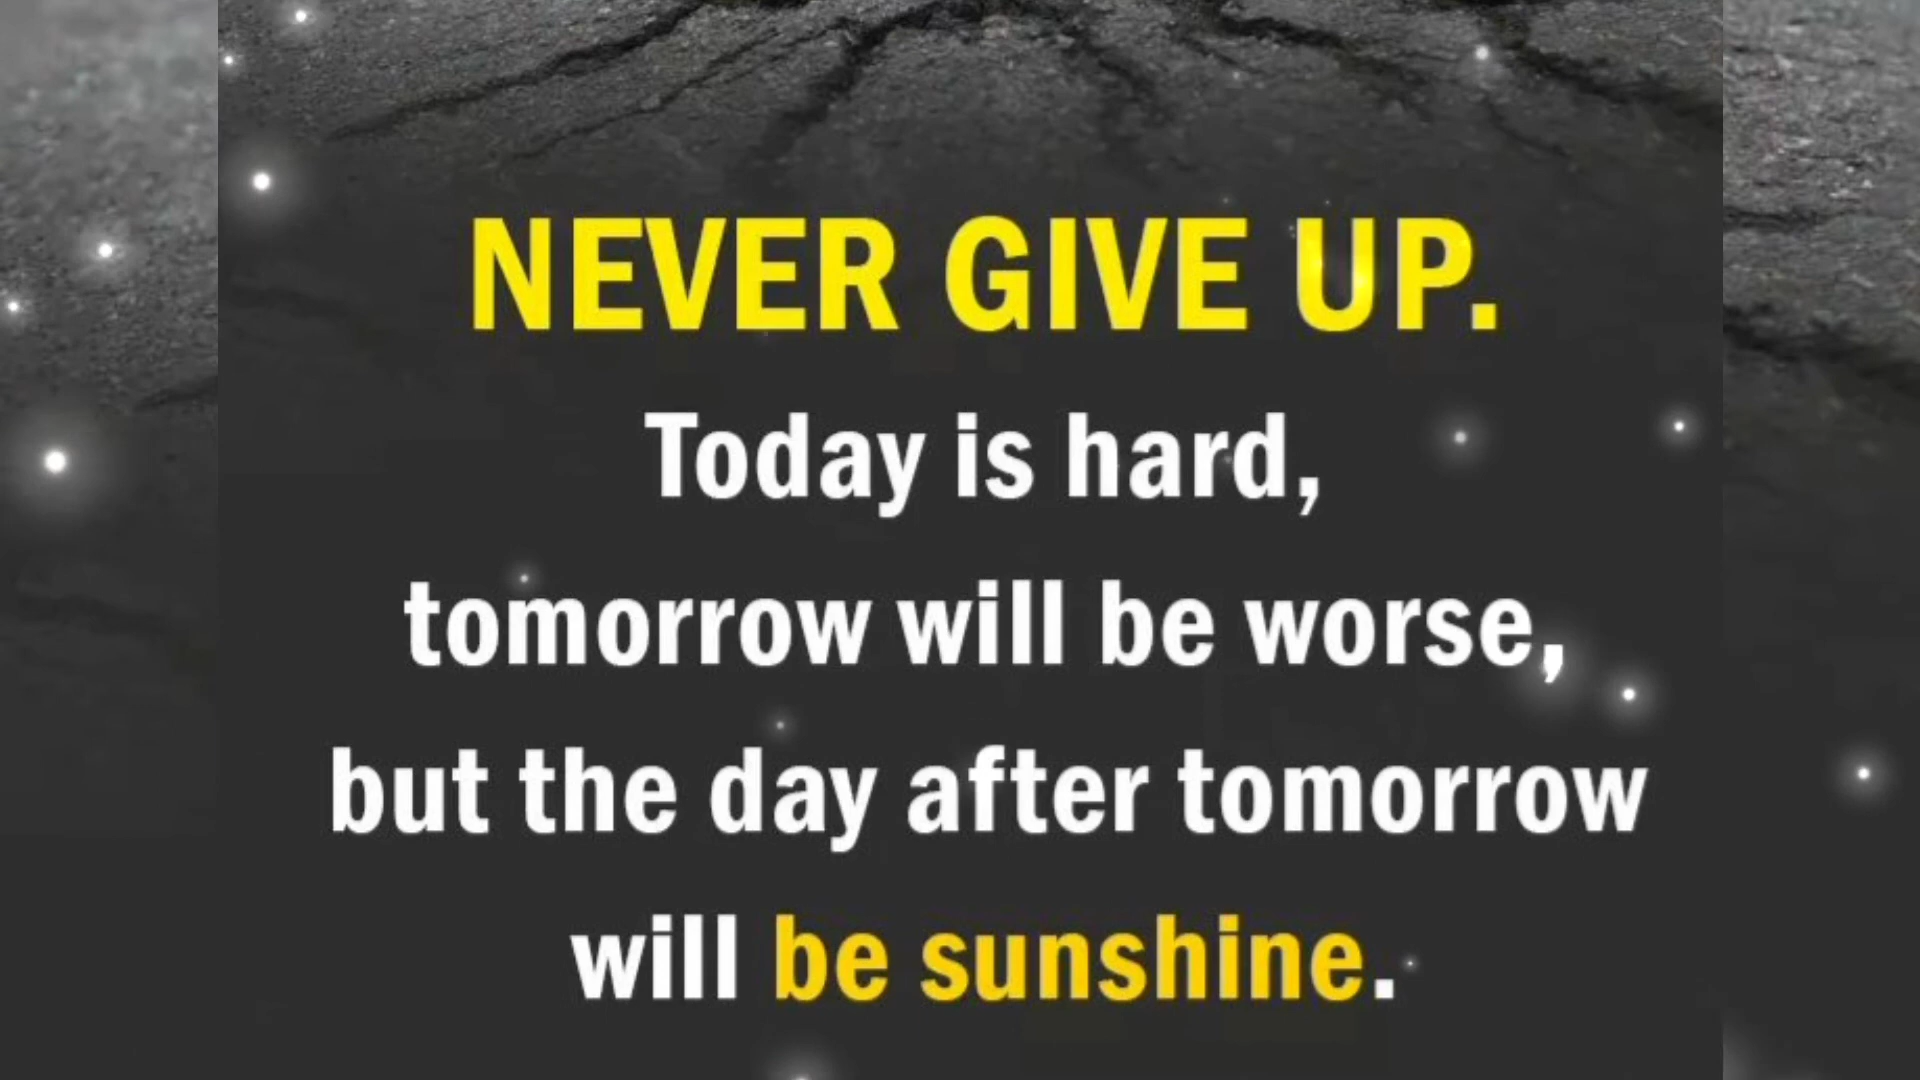 NEVER GIVE UP.
Today is hard,
tomorrow will be worse,
but the day after tomorrow
will be sunshine.